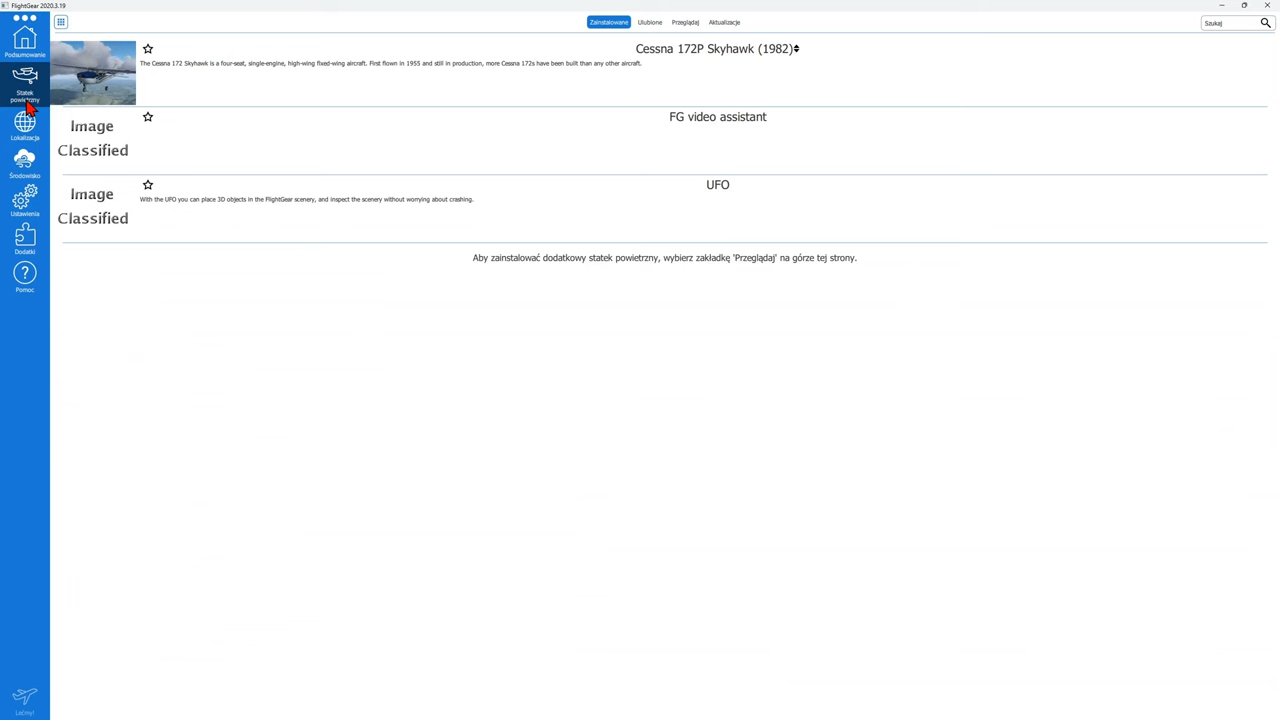 FlightGear 2020.3.19
Podsumowanie
Statek
powietrzny
Lokalizacja
Środowisko
Ustawienia
Dodatki
Pomoc
Lećmy!
Zainstalowane
Ulubione
Przeglądaj
Aktualizacje
Szukaj
Cessna 172P Skyhawk (1982)
The Cessna 172 Skyhawk is a four-seat, single-engine, high-wing fixed-wing aircraft. First flown in 1955 and still in production, more Cessna 172s have been built than any other aircraft.
Image
Classified
FG video assistant
Image
Classified
UFO
With the UFO you can place 3D objects in the FlightGear scenery, and inspect the scenery without worrying about crashing.
Aby zainstalować dodatkowy statek powietrzny, wybierz zakładkę 'Przeglądaj' na górze tej strony.